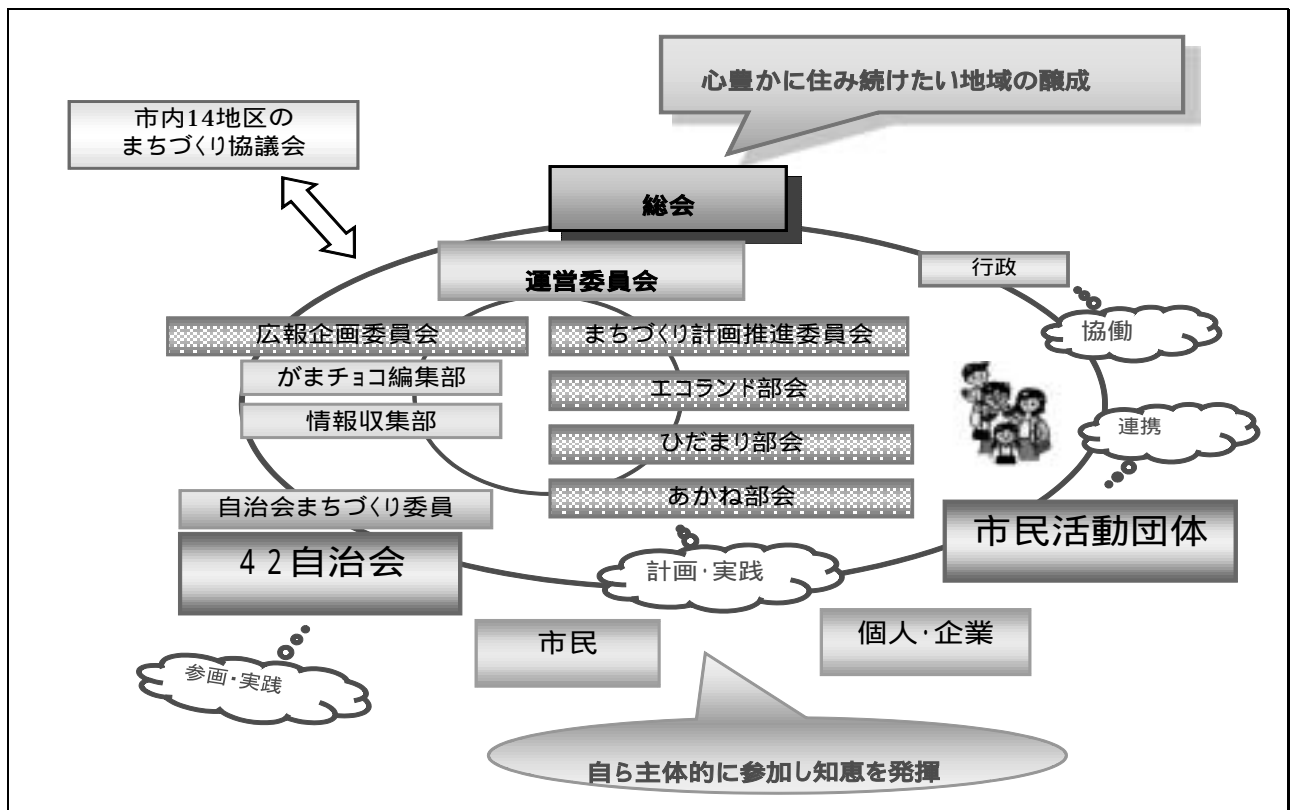 心豊かに住み続けたい地域の醸成
市内14地区の
まちづくり協議会
総会
運営委員会
行政
協働
広報企画委員会
まちづくり計画推進委員会
がまチョコ編集部
エコランド部会
情報収集部
ひだまり部会
連携
自治会まちづくり委員
あかね部会
42自治会
市民活動団体
計画・実践
市民
個人・企業
参画・実践
自ら主体的に参加し知恵を発揮